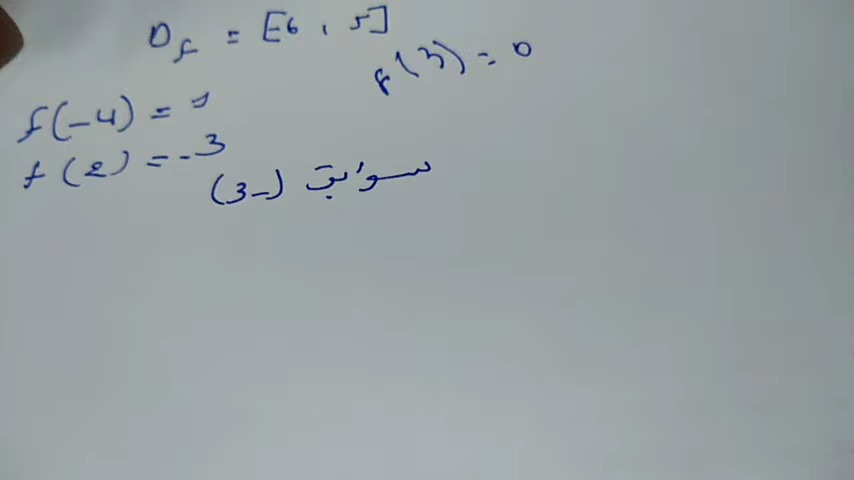 D_f = [-6 , 5]
f(3) = 0
f(-4) = 1
f(2) = -3
سوابق (-3)